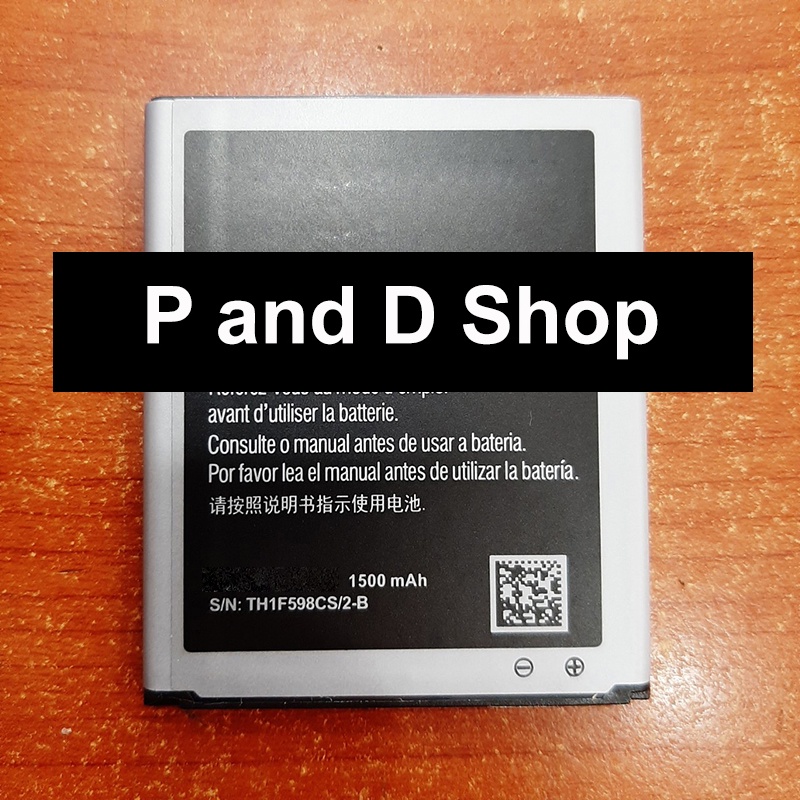 P and D Shop
avant d'utiliser la batterie.
Consulte o manual antes de usar a bateria.
Por favor lea el manual antes de utilizar la batería.
请按照说明书指示使用电池.
1500 mAh
S/N: TH1F598CS/2-B